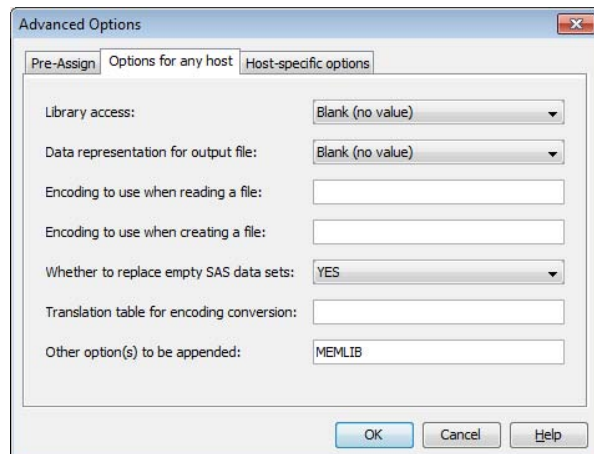 Advanced Options
Pre-Assign Options for any host Host-specific options
Library access: Blank (no value)
Data representation for output file: Blank (no value)
Encoding to use when reading a file:
Encoding to use when creating a file:
Whether to replace empty SAS data sets: YES
Translation table for encoding conversion:
Other option(s) to be appended: MEMLIB
OK Cancel Help